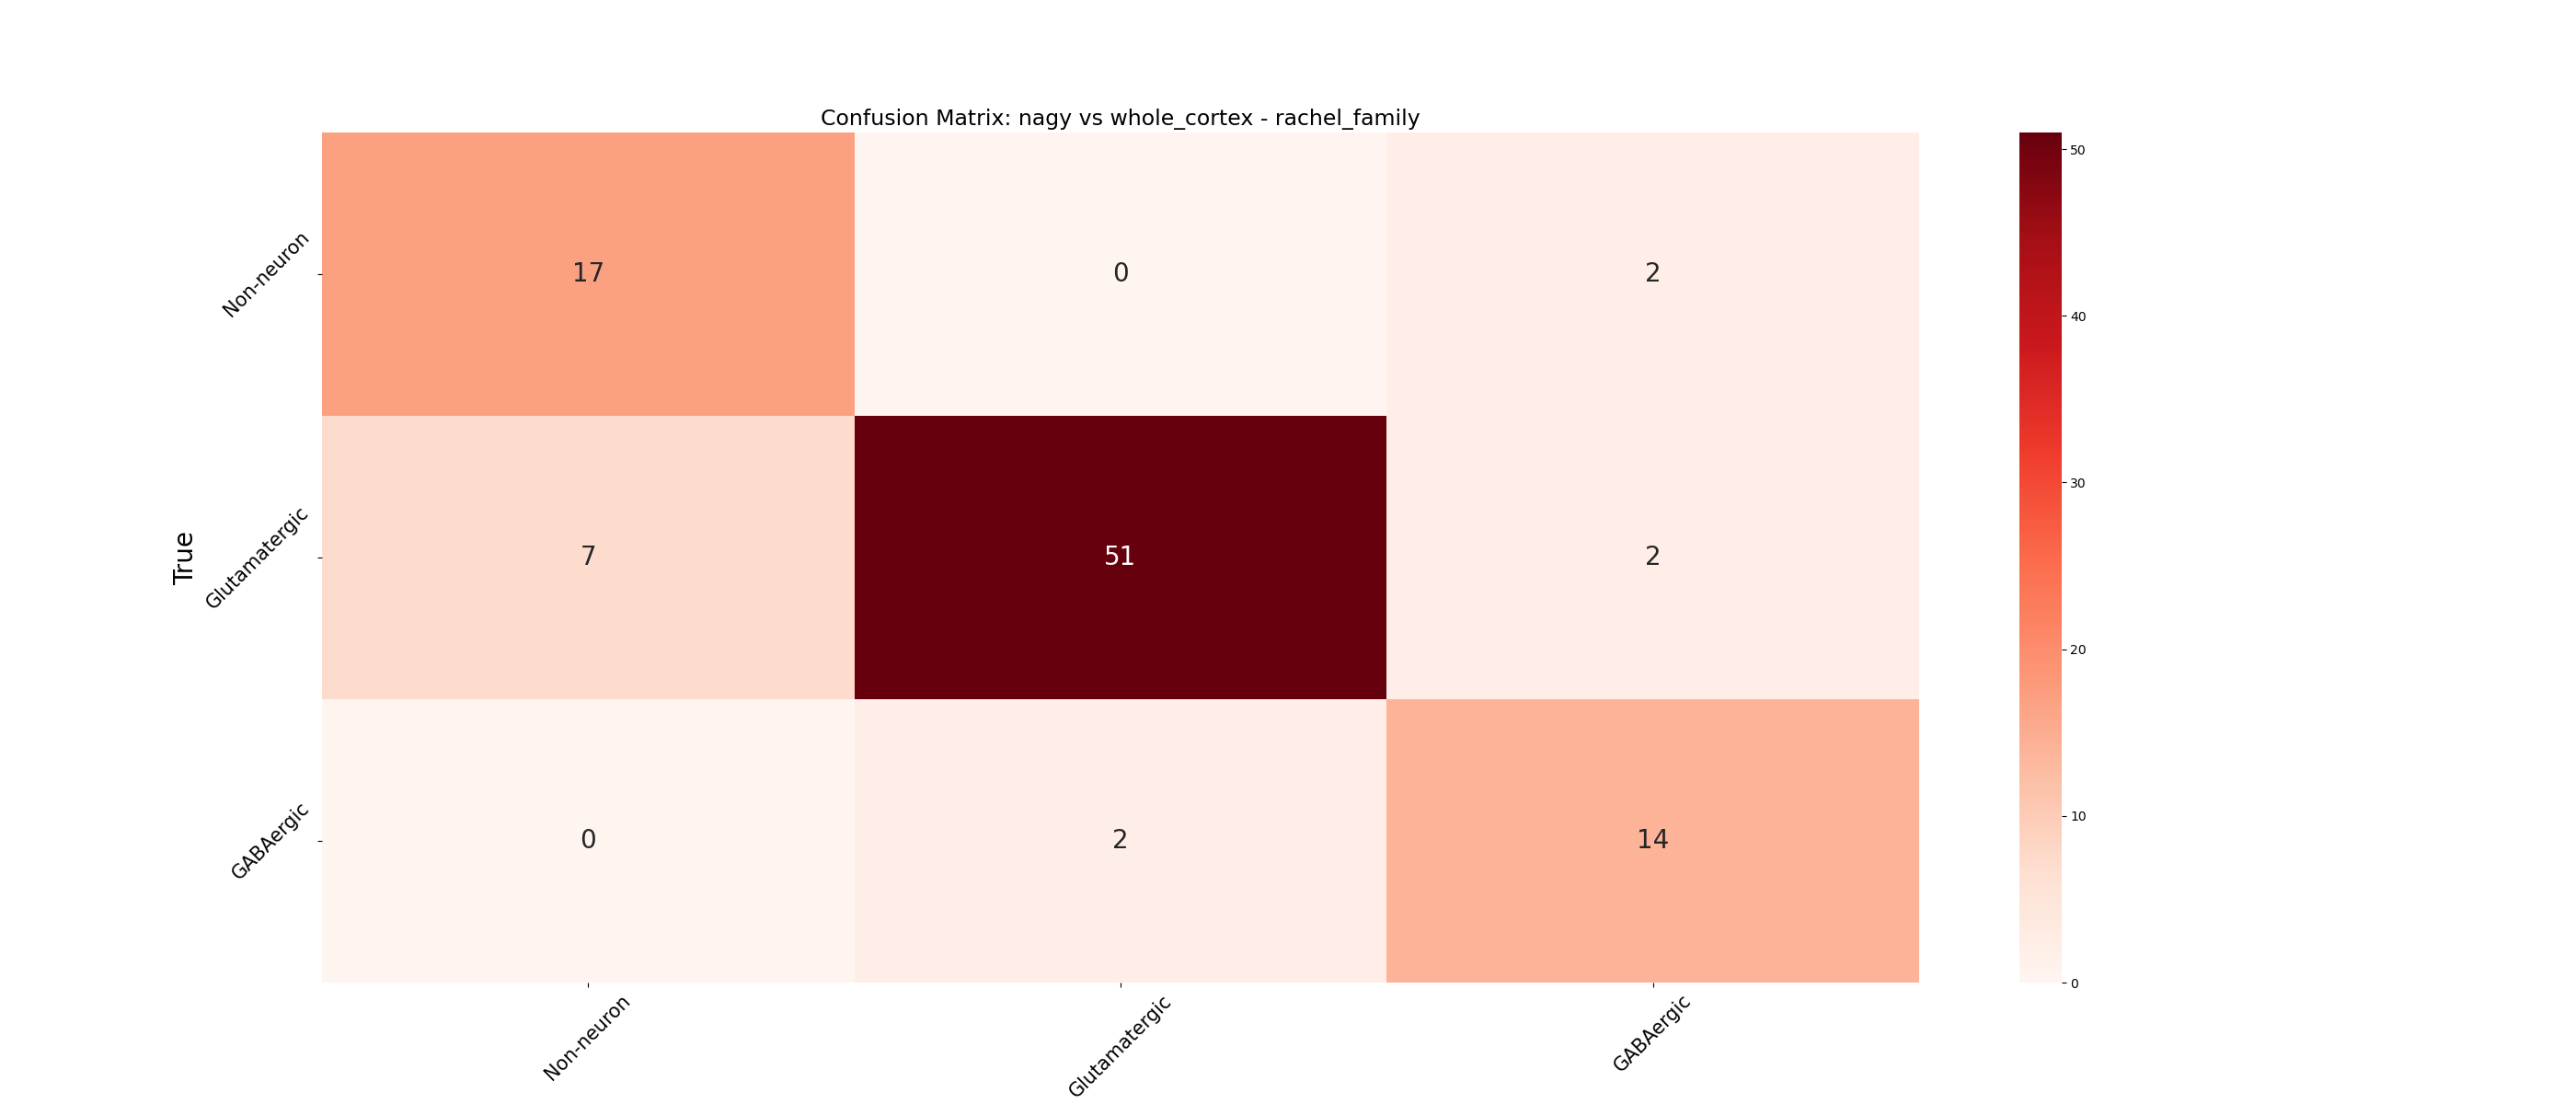 Confusion Matrix: nagy vs whole_cortex - rachel_family
True
Non-neuron
17
0
2
Glutamatergic
7
51
2
GABAergic
0
2
14
Non-neuron
Glutamatergic
GABAergic
50
40
30
20
10
0